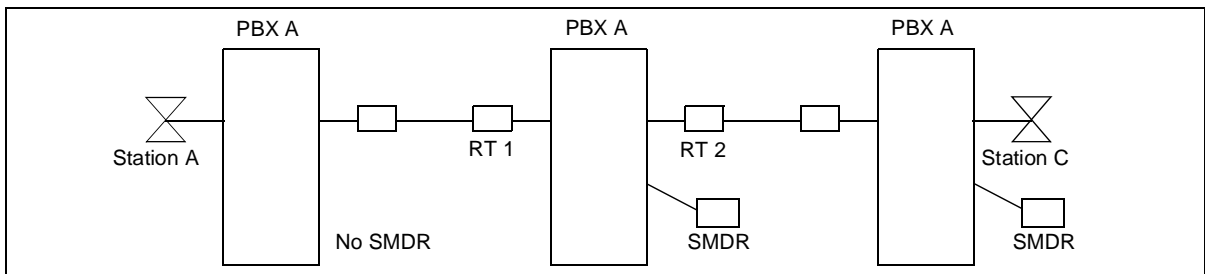 PBX A PBX A PBX A
Station A RT 1 RT 2 Station C
No SMDR SMDR SMDR